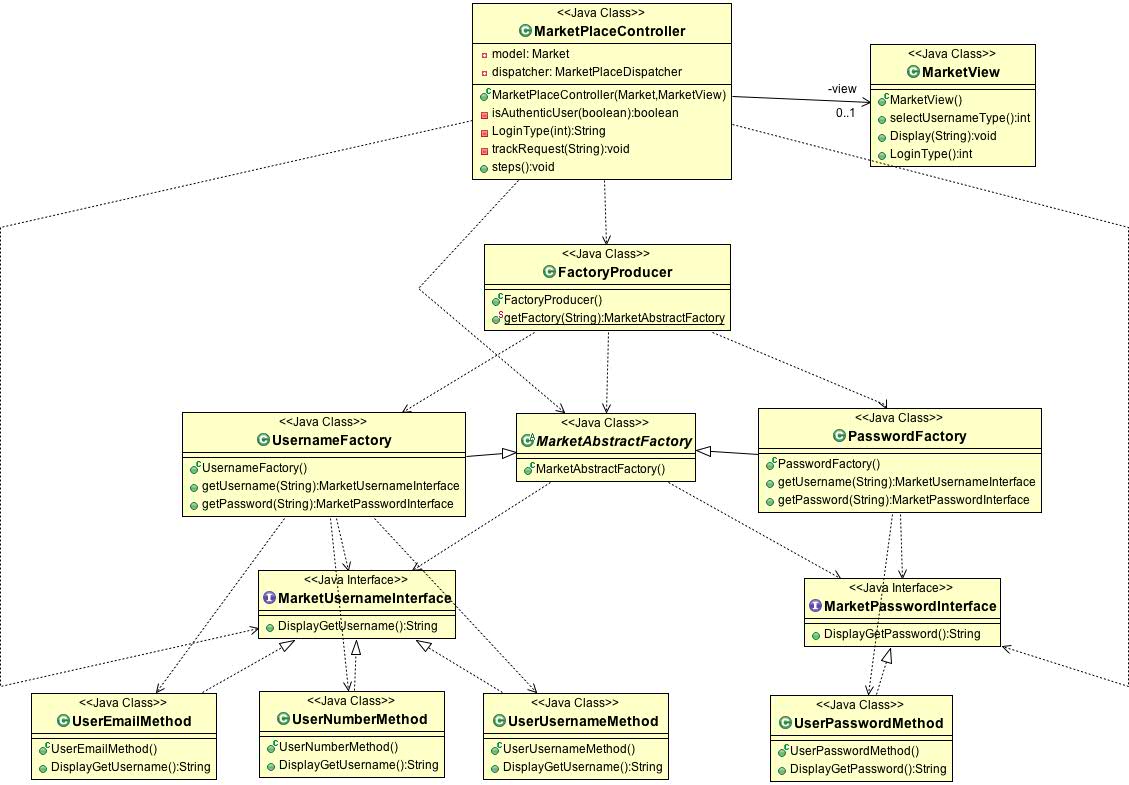 <<Java Class>>
MarketPlaceController
model: Market
dispatcher: MarketPlaceDispatcher
MarketPlaceController(Market,MarketView)
isAuthenticUser(boolean):boolean
LoginType(int):String
trackRequest(String):void
steps():void
-view
0..1
<<Java Class>>
MarketView
MarketView()
selectUsernameType():int
Display(String):void
LoginType():int
<<Java Class>>
FactoryProducer
FactoryProducer()
getFactory(String):MarketAbstractFactory
<<Java Class>>
UsernameFactory
UsernameFactory()
getUsername(String):MarketUsernameInterface
getPassword(String):MarketPasswordInterface
<<Java Class>>
MarketAbstractFactory
MarketAbstractFactory()
<<Java Class>>
PasswordFactory
PasswordFactory()
getUsername(String):MarketUsernameInterface
getPassword(String):MarketPasswordInterface
<<Java Interface>>
MarketUsernameInterface
DisplayGetUsername():String
<<Java Interface>>
MarketPasswordInterface
DisplayGetPassword():String
<<Java Class>>
UserEmailMethod
UserEmailMethod()
DisplayGetUsername():String
<<Java Class>>
UserNumberMethod
UserNumberMethod()
DisplayGetUsername():String
<<Java Class>>
UserUsernameMethod
UserUsernameMethod()
DisplayGetUsername():String
<<Java Class>>
UserPasswordMethod
UserPasswordMethod()
DisplayGetPassword():String